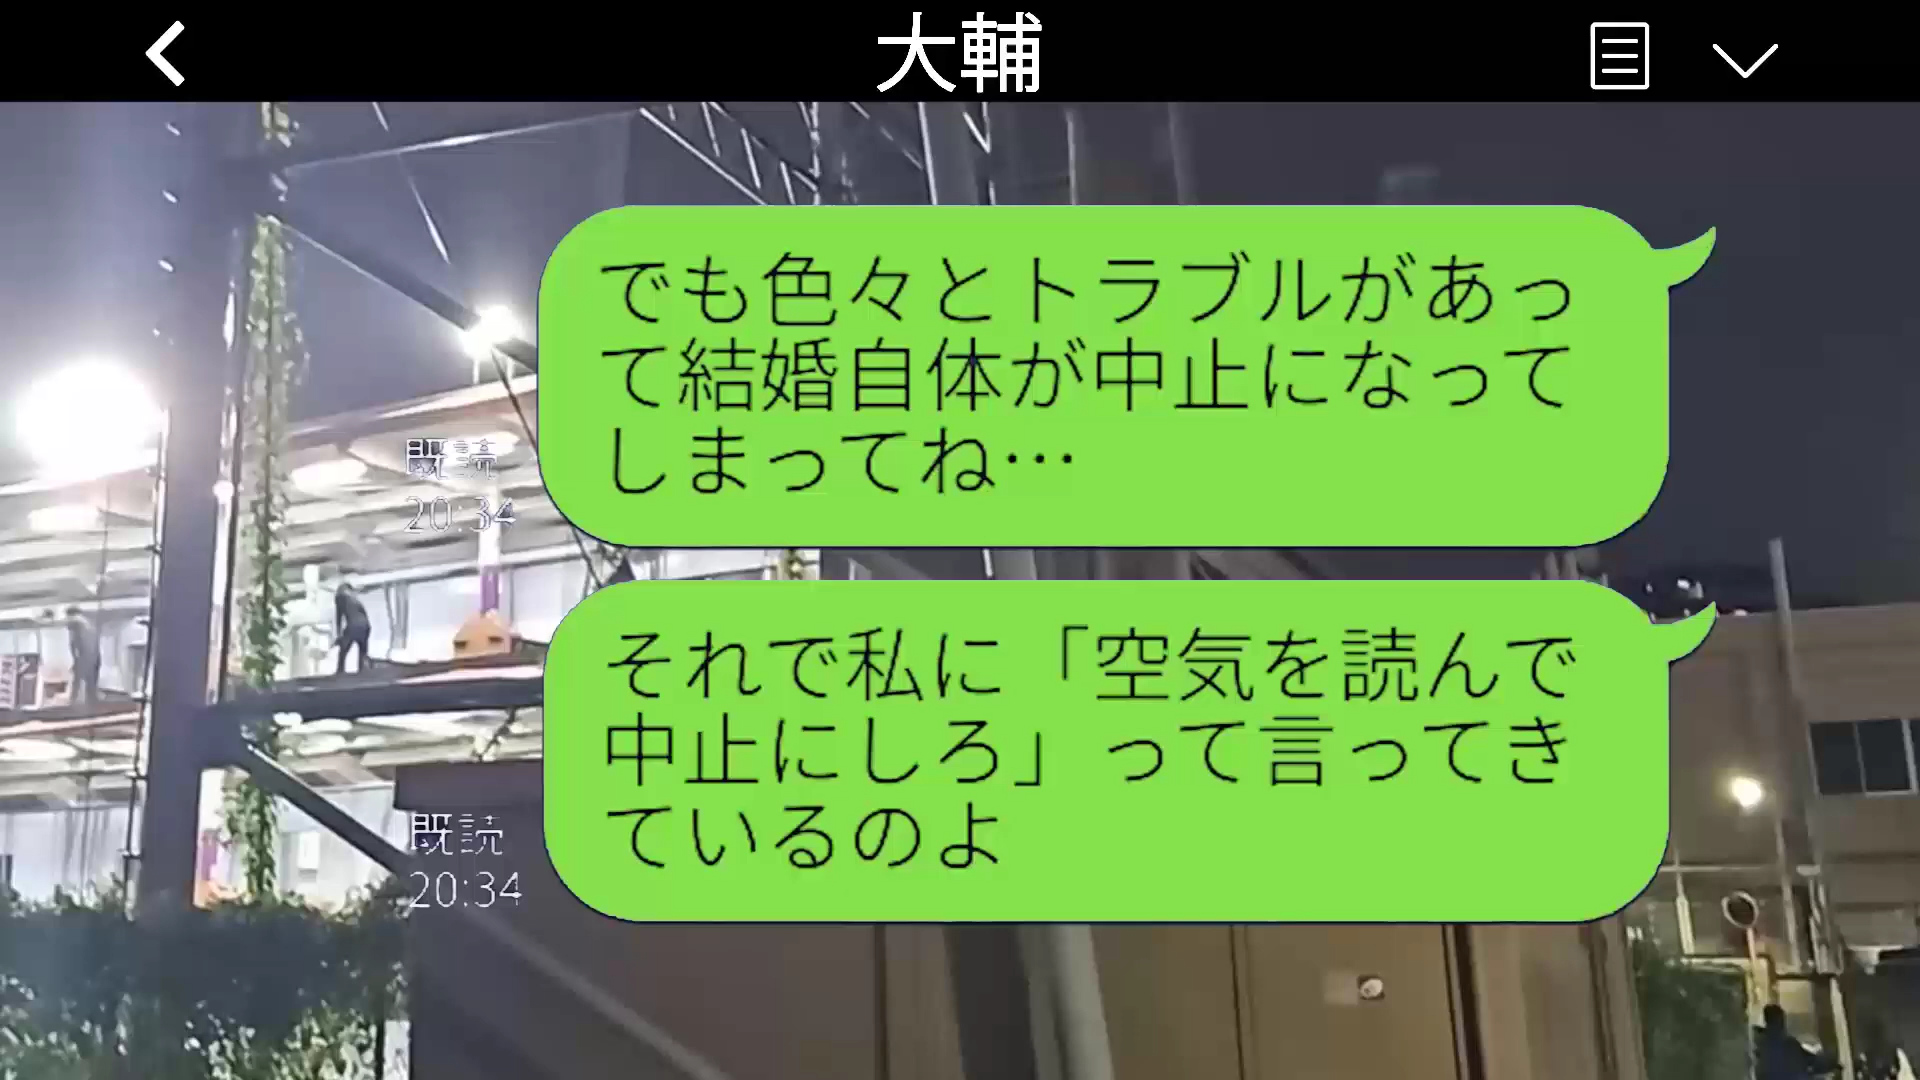 大輔
でも色々とトラブルがあっ
て結婚自体が中止になって
しまってね…
既読
20:34
それで私に「空気を読んで
中止にしろ」って言ってき
ているのよ
既読
20:34